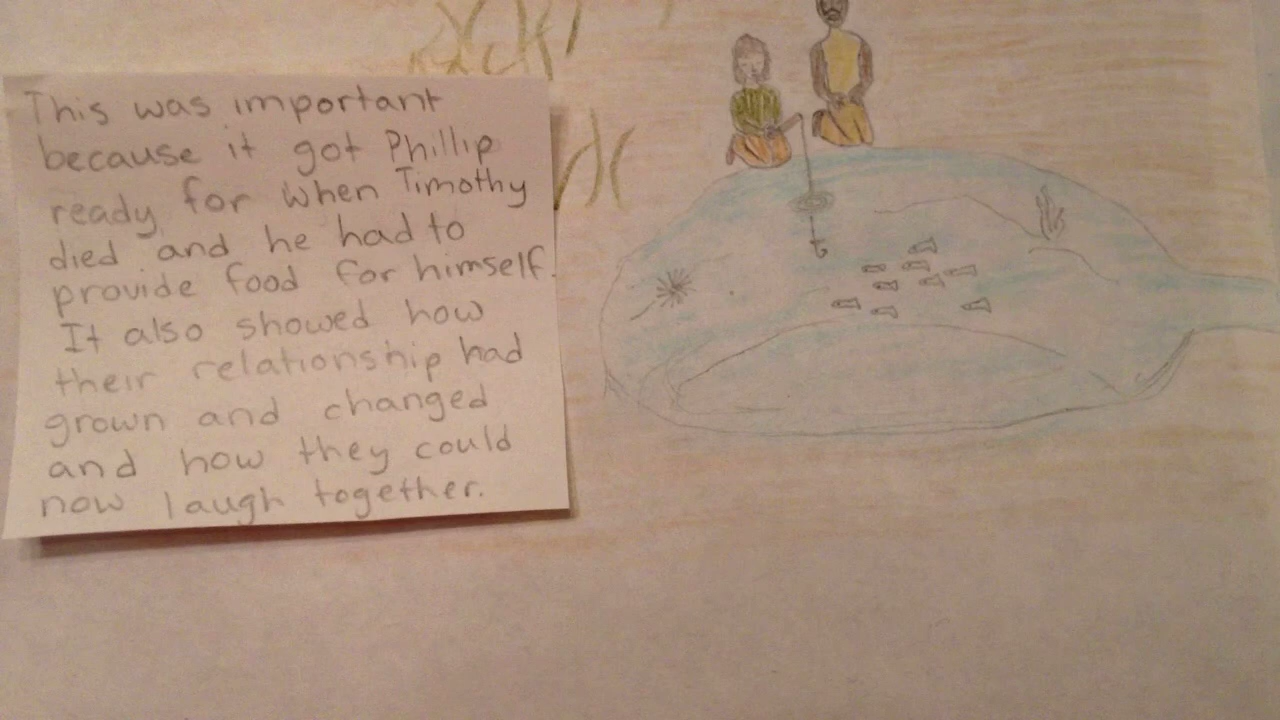 This was important
because it got Phillip
ready for when Timothy
died and he had to
provide food for himself.
It also showed how
their relationship had
grown and changed
and how they could
now laugh together.